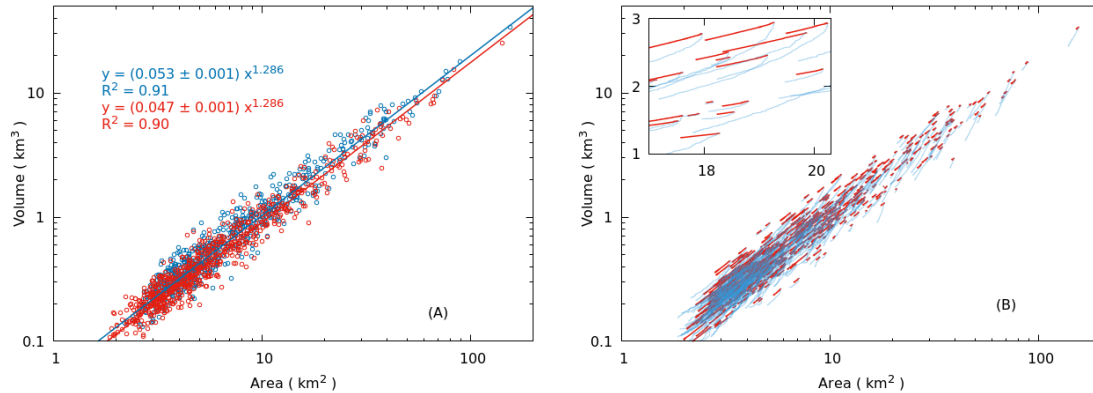 10
1
0.1
Volume ( km³ )
y = (0.053 ± 0.001) x^1.286
R² = 0.91
y = (0.047 ± 0.001) x^1.286
R² = 0.90
(A)
1
10
100
Area ( km² )
10
1
0.1
Volume ( km³ )
3
2
1
18
20
(B)
1
10
100
Area ( km² )